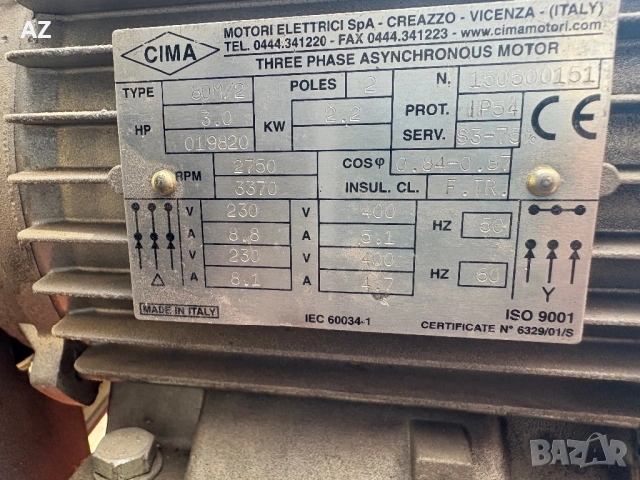 AZ
CIMA
MOTORI ELETTRICI SpA - CREAZZO - VICENZA - (ITALY)
TEL. 0444.341220 - FAX 0444.341223 - www.cimamotori.com
THREE PHASE ASYNCHRONOUS MOTOR
TYPE 80M/2 POLES 2 N. 150500151
HP 3.0 KW 2.2 PROT. IP54
019820 SERV. S3-75% CE
RPM 2750 COSφ 0.84-0.87
3370 INSUL. CL. F.TR.
V 230 V 400 HZ 50
A 8.8 A 5.1
V 230 V 400 HZ 60
A 8.1 A 4.7
△ Y
MADE IN ITALY IEC 60034-1 ISO 9001
CERTIFICATE N° 6329/01/S
BAZAR